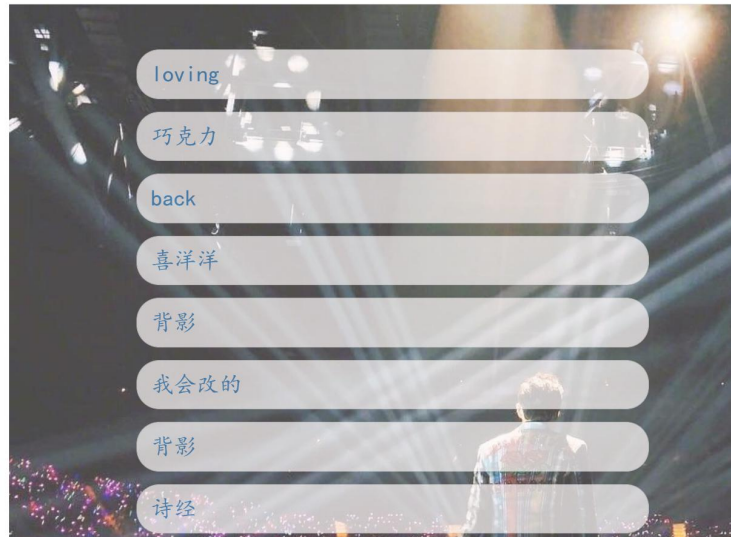 loving
巧克力
back
喜洋洋
背影
我会改的
背影
诗经